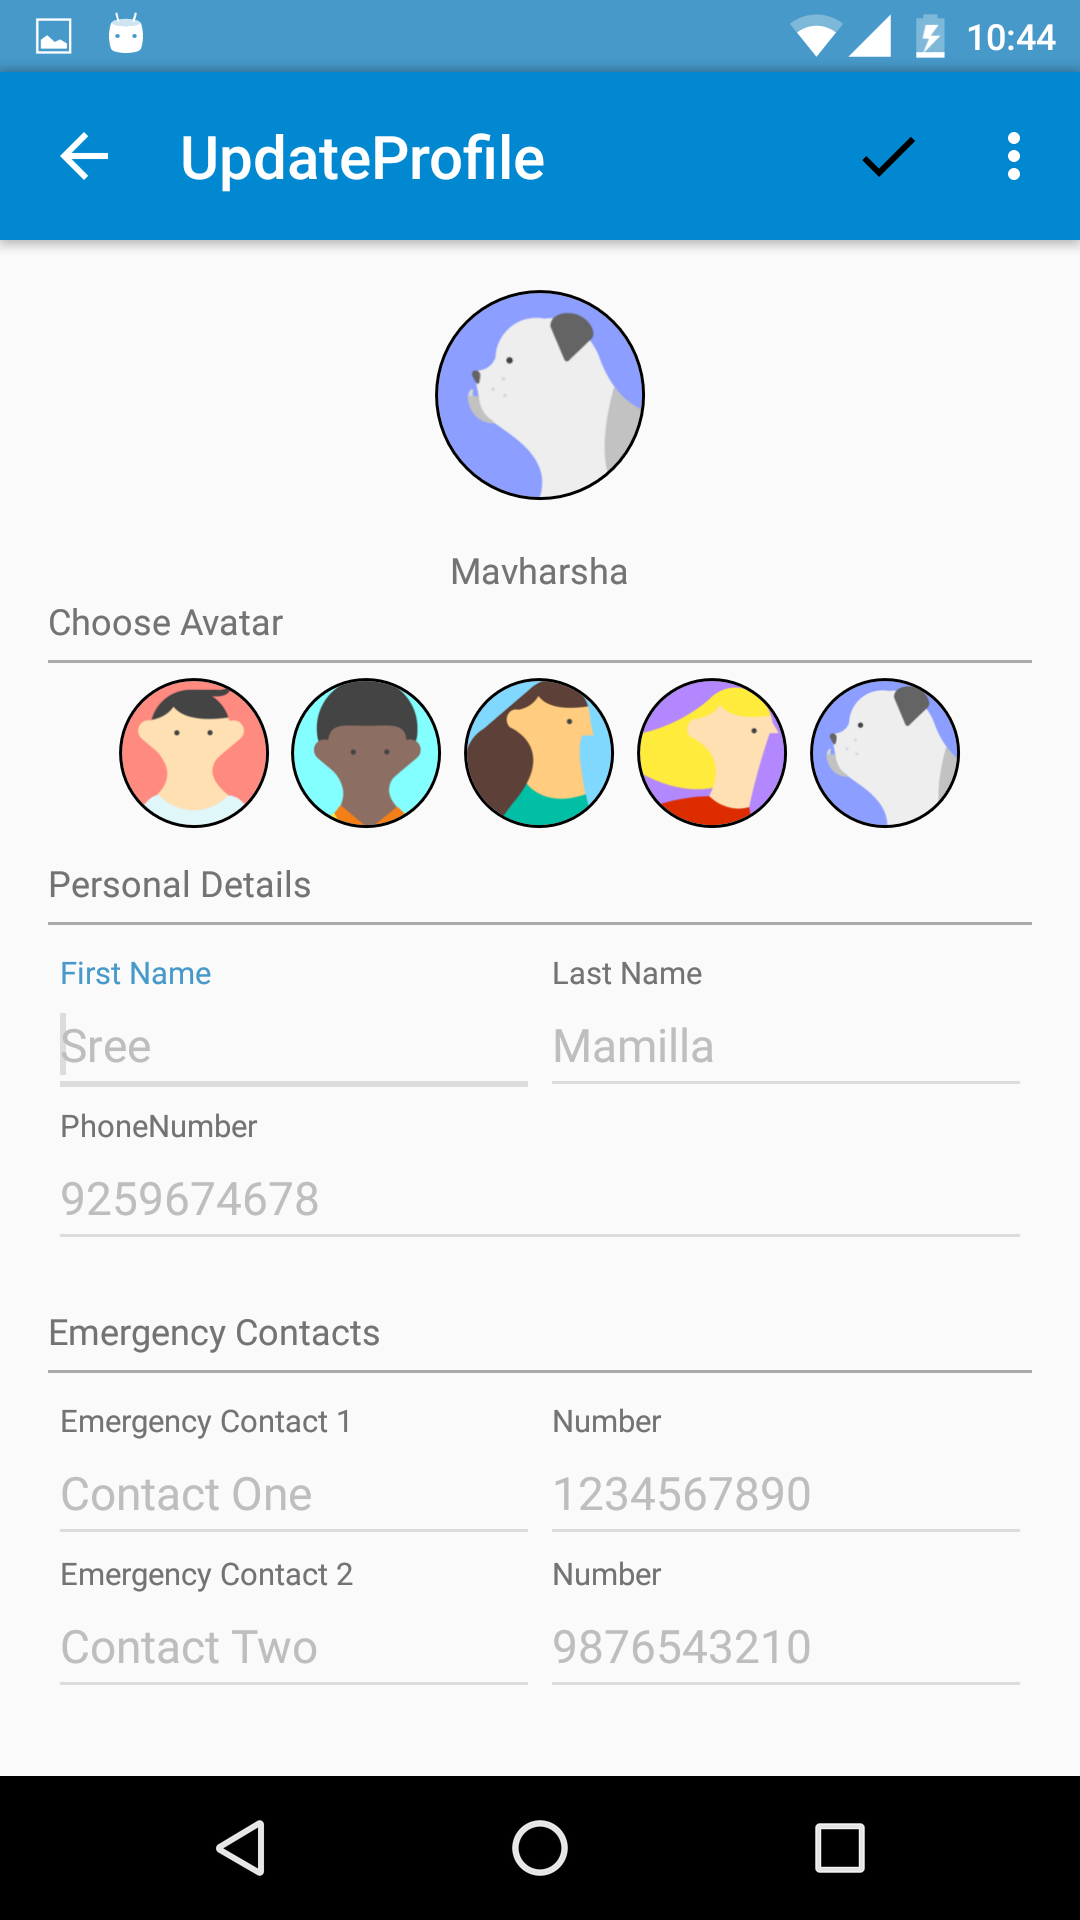 10:44
UpdateProfile
Mavharsha
Choose Avatar
Personal Details
First Name Last Name
Sree Mamilla
PhoneNumber
9259674678
Emergency Contacts
Emergency Contact 1 Number
Contact One 1234567890
Emergency Contact 2 Number
Contact Two 9876543210